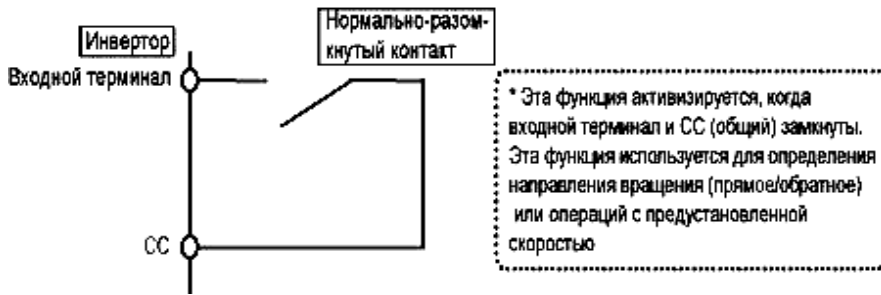 Инвертор
Нормально-разом-
кнутый контакт
Входной терминал
* Эта функция активизируется, когда
входной терминал и СС (общий) замкнуты.
Эта функция используется для определения
направления вращения (прямое/обратное)
или операций с предустановленной
скоростью
СС